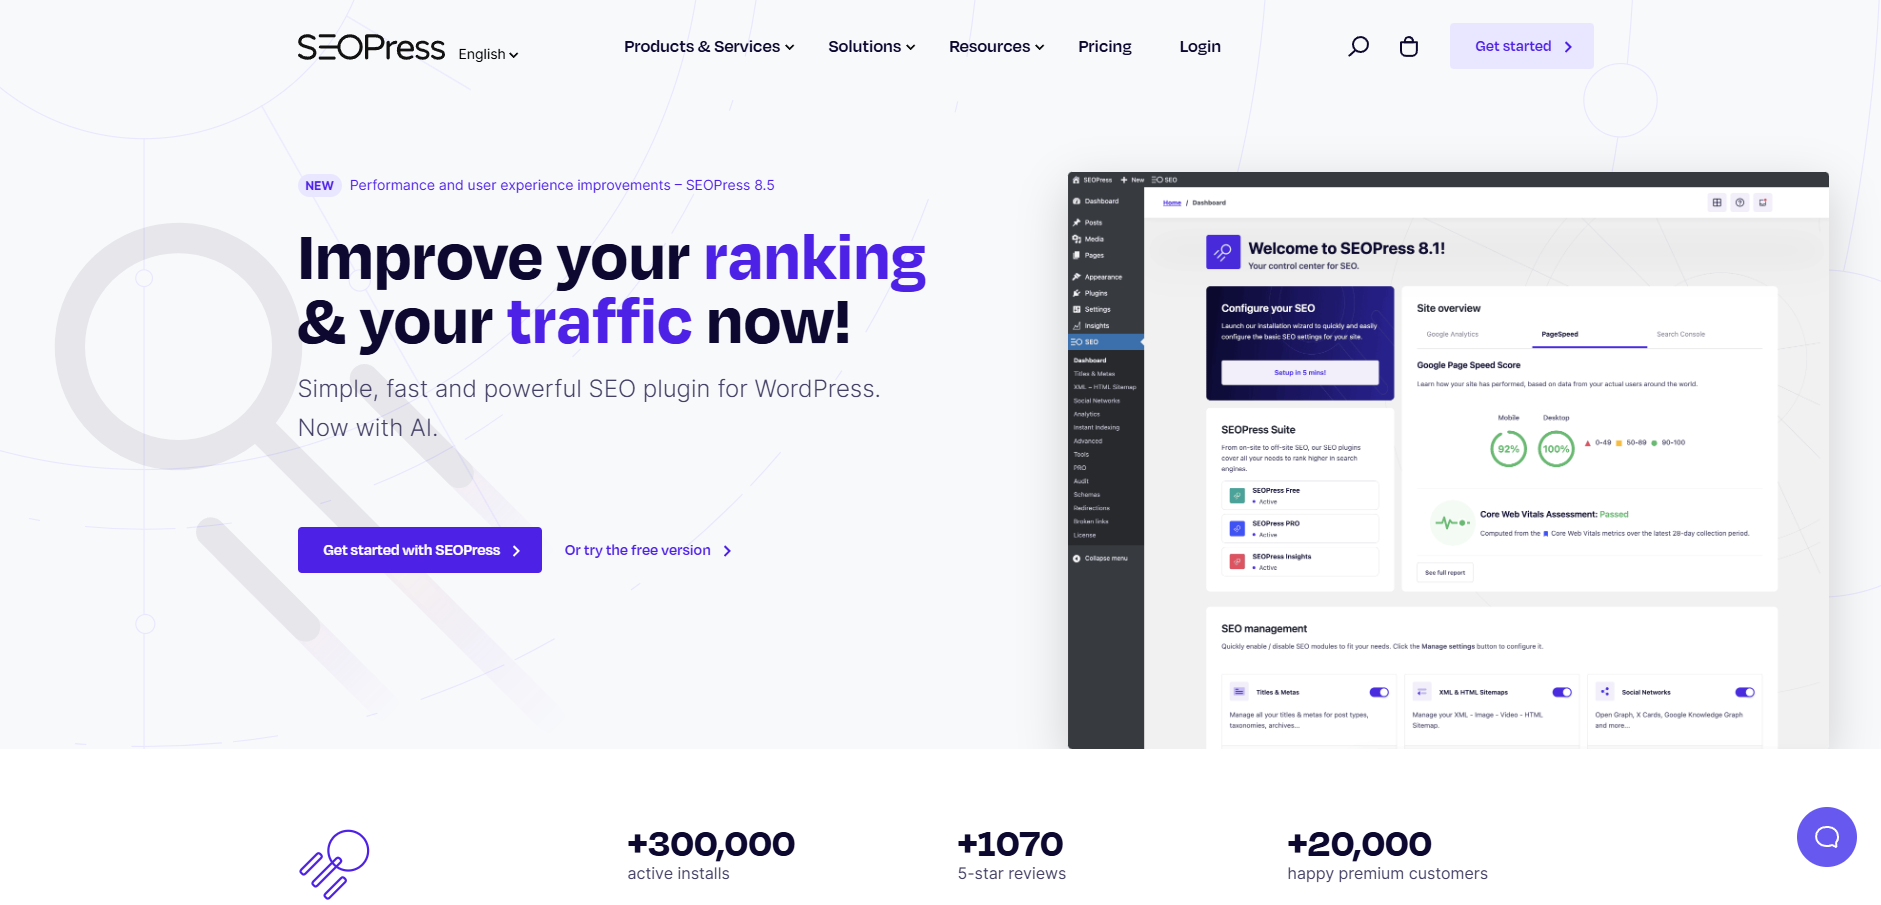 SEOPress
English
Products & Services
Solutions
Resources
Pricing
Login
Get started
NEW Performance and user experience improvements – SEOPress 8.5
Improve your ranking
& your traffic now!
Simple, fast and powerful SEO plugin for WordPress.
Now with AI.
Get started with SEOPress
Or try the free version
SEOPress New SEO
Dashboard
Posts
Media
Pages
Appearance
Plugins
Settings
Insights
SEO
Dashboard
Titles & Metas
XML – HTML Sitemap
Social Networks
Analytics
Instant Indexing
Advanced
Tools
PRO
Audit
Schemas
Redirections
Broken links
License
Collapse menu
Home / Dashboard
Welcome to SEOPress 8.1!
Your control center for SEO.
Configure your SEO
Launch our installation wizard to quickly and easily
configure the basic SEO settings for your site.
Satup in 5 mins!
SEOPress Suite
From on-site to off-site SEO, our SEO plugins
cover all your needs to rank higher in search
engines.
SEOPress Free
Active
SEOPress PRO
Active
SEOPress Insights
Active
Site overview
Google Analytics
PageSpeed
Search Console
Google Page Speed Score
Learn how your site has performed, based on data from your actual users around the world.
Mobile
Desktop
92%
100%
0-49 50-89 90-100
Core Web Vitals Assessment: Passed
Computed from the Core Web Vitals metrics over the latest 28-day collection period.
See full report
SEO management
Quickly enable / disable SEO modules to fit your needs. Click the Manage settings button to configure it.
Titles & Metas
Manage all your titles & metas for post types,
taxonomies, archives...
XML & HTML Sitemaps
Manage your XML - Image - Video - HTML
Sitemap.
Social Networks
Open Graph, X Cards, Google Knowledge Graph
and more...
+300,000
active installs
+1070
5-star reviews
+20,000
happy premium customers